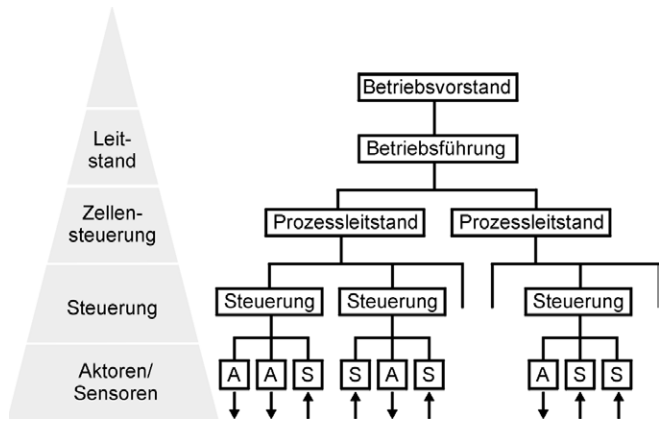 Betriebsvorstand
Leit-
stand
Betriebsführung
Zellen-
steuerung
Prozessleitstand
Prozessleitstand
Steuerung
Steuerung
Steuerung
Steuerung
Aktoren/
Sensoren
A A S S A S A S S